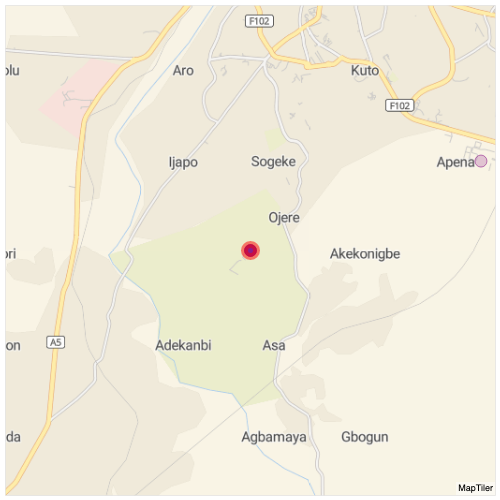 F102
olu
Aro
Kuto
F102
Ijapo
Sogeke
Apena
Ojere
ori
Akekonigbe
A5
on
Adekanbi
Asa
da
Agbamaya
Gbogun
MapTiler